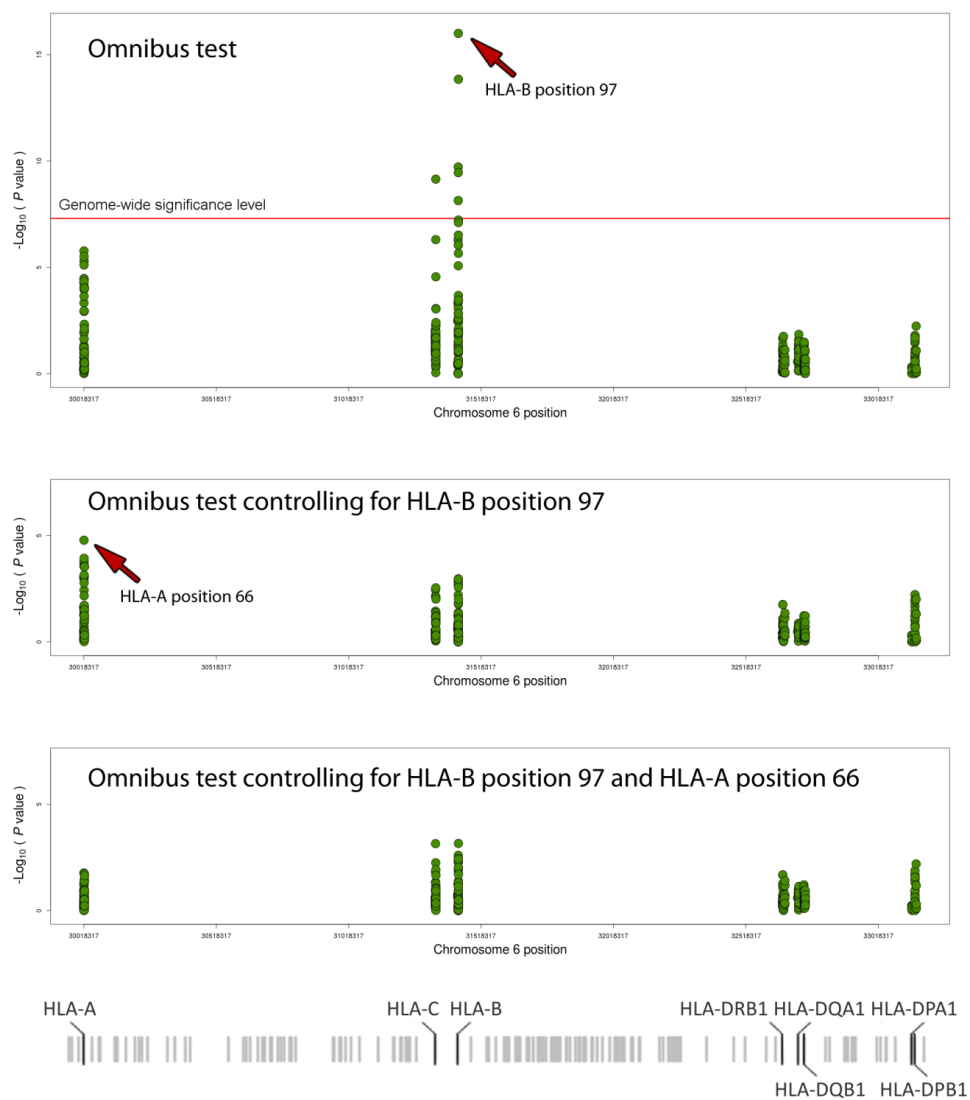 Omnibus test
HLA-B position 97
Genome-wide significance level
-Log10 ( P value )
15
10
5
0
30018317 30518317 31018317 31518317 32018317 32518317 33018317
Chromosome 6 position
Omnibus test controlling for HLA-B position 97
HLA-A position 66
-Log10 ( P value )
5
0
30018317 30518317 31018317 31518317 32018317 32518317 33018317
Chromosome 6 position
Omnibus test controlling for HLA-B position 97 and HLA-A position 66
-Log10 ( P value )
5
0
30018317 30518317 31018317 31518317 32018317 32518317 33018317
Chromosome 6 position
HLA-A HLA-C HLA-B HLA-DRB1 HLA-DQA1 HLA-DPA1
HLA-DQB1 HLA-DPB1